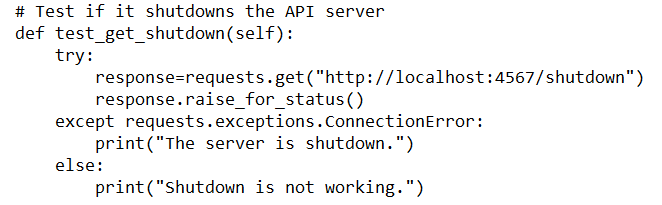 # Test if it shutdowns the API server
def test_get_shutdown(self):
    try:
        response=requests.get("http://localhost:4567/shutdown")
        response.raise_for_status()
    except requests.exceptions.ConnectionError:
        print("The server is shutdown.")
    else:
        print("Shutdown is not working.")